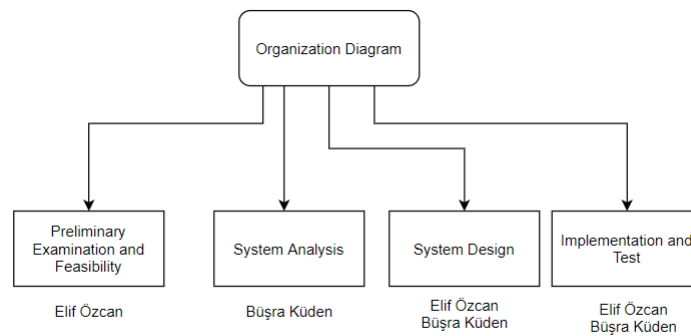 Organization Diagram
Preliminary
Examination and
Feasibility
System Analysis
System Design
Implementation and
Test
Elif Özcan
Büşra Küden
Elif Özcan
Büşra Küden
Elif Özcan
Büşra Küden